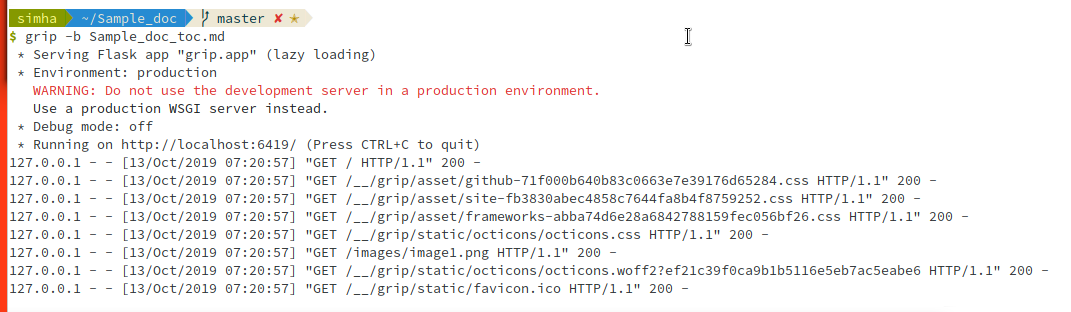 simha ~/Sample_doc master ✘ ★
$ grip -b Sample_doc_toc.md
* Serving Flask app "grip.app" (lazy loading)
* Environment: production
WARNING: Do not use the development server in a production environment.
Use a production WSGI server instead.
* Debug mode: off
* Running on http://localhost:6419/ (Press CTRL+C to quit)
127.0.0.1 - - [13/Oct/2019 07:20:57] "GET / HTTP/1.1" 200 -
127.0.0.1 - - [13/Oct/2019 07:20:57] "GET /__/grip/asset/github-71f000b640b83c0663e7e39176d65284.css HTTP/1.1" 200 -
127.0.0.1 - - [13/Oct/2019 07:20:57] "GET /__/grip/asset/site-fb3830abec4858c7644fa8b4f8759252.css HTTP/1.1" 200 -
127.0.0.1 - - [13/Oct/2019 07:20:57] "GET /__/grip/asset/frameworks-abba74d6e28a6842788159fec056bf26.css HTTP/1.1" 200 -
127.0.0.1 - - [13/Oct/2019 07:20:57] "GET /__/grip/static/octicons/octicons.css HTTP/1.1" 200 -
127.0.0.1 - - [13/Oct/2019 07:20:57] "GET /images/image1.png HTTP/1.1" 200 -
127.0.0.1 - - [13/Oct/2019 07:20:57] "GET /__/grip/static/octicons/octicons.woff2?ef21c39f0ca9b1b5116e5eb7ac5eabe6 HTTP/1.1" 200 -
127.0.0.1 - - [13/Oct/2019 07:20:57] "GET /__/grip/static/favicon.ico HTTP/1.1" 200 -